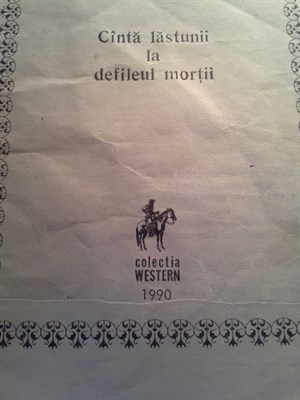 Cîntă lăstunii
la
defileul morții
colecția
WESTERN
1990